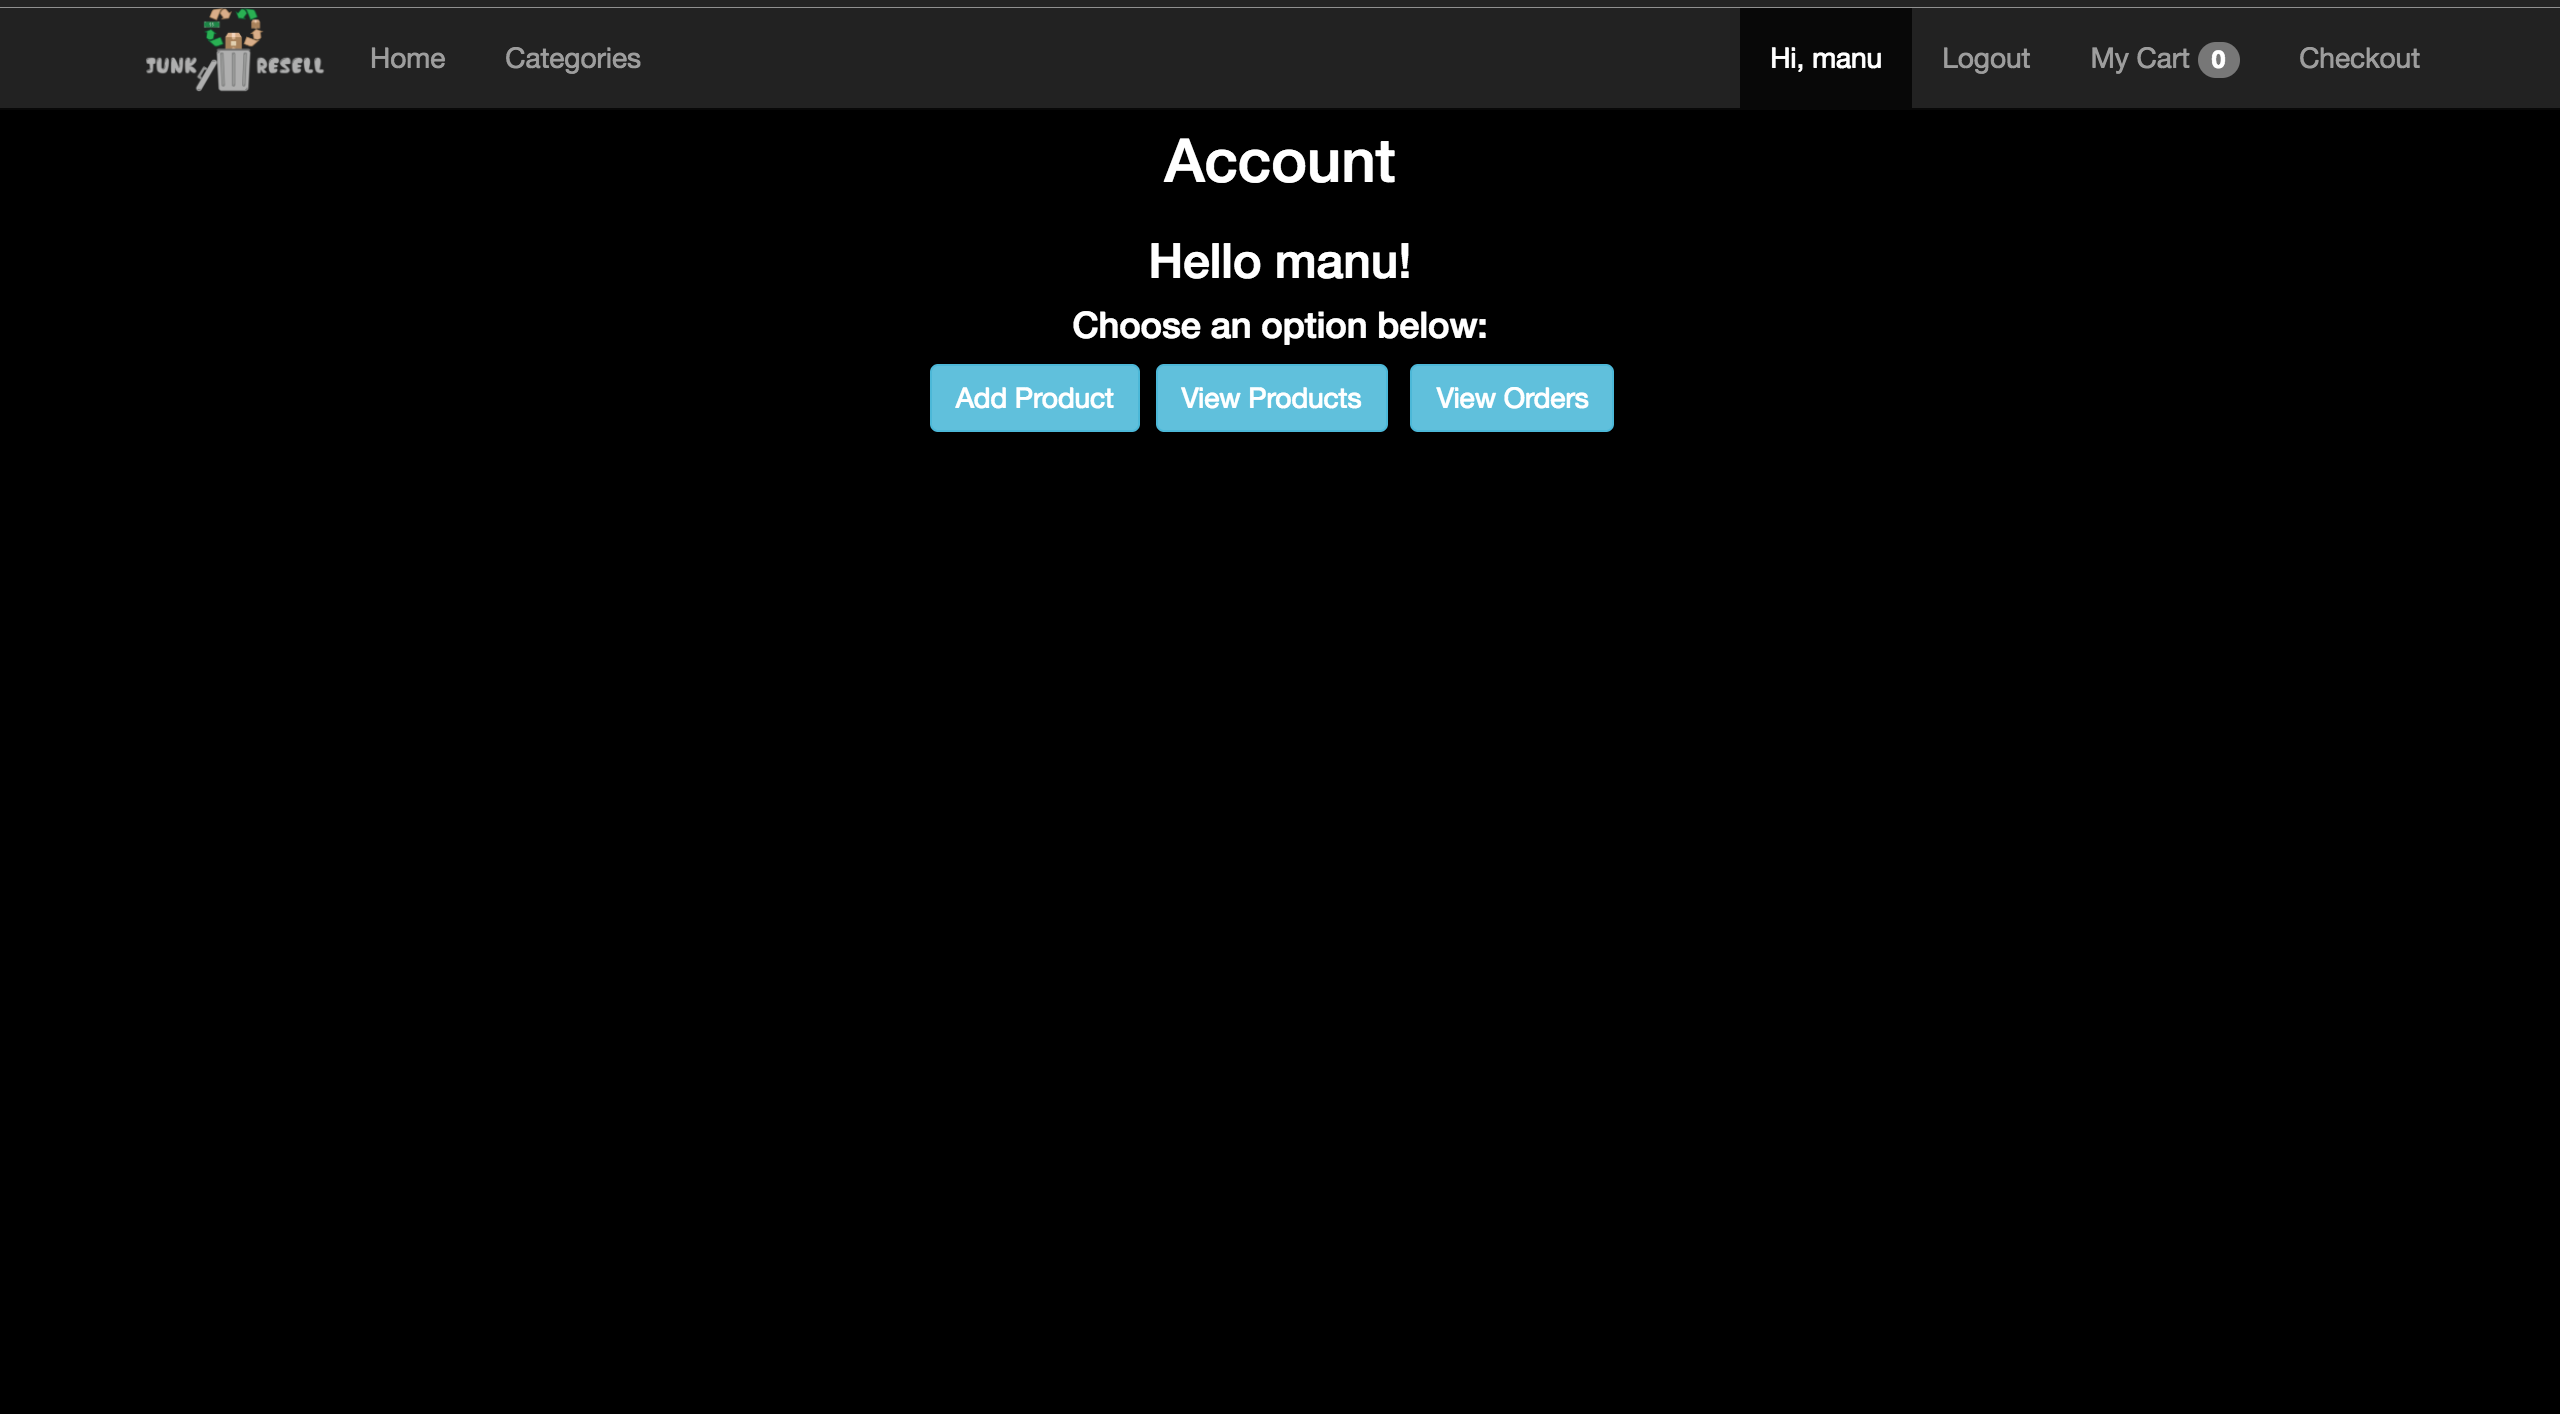 JUNK RESELL Home Categories Hi, manu Logout My Cart 0 Checkout
Account
Hello manu!
Choose an option below:
Add Product View Products View Orders